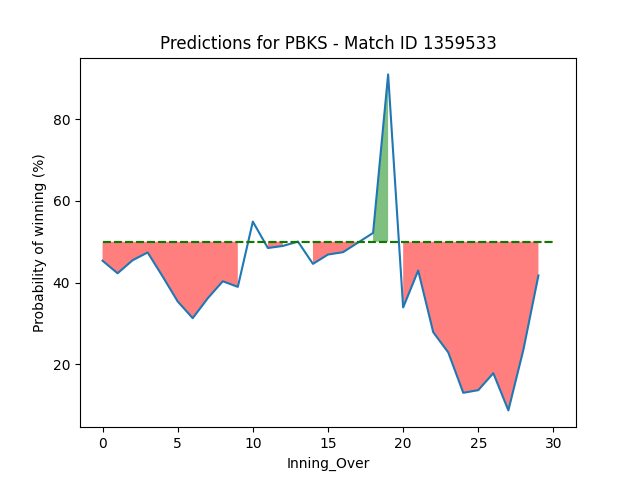 Predictions for PBKS - Match ID 1359533
Probability of winning (%)
80
60
40
20
0 5 10 15 20 25 30
Inning_Over